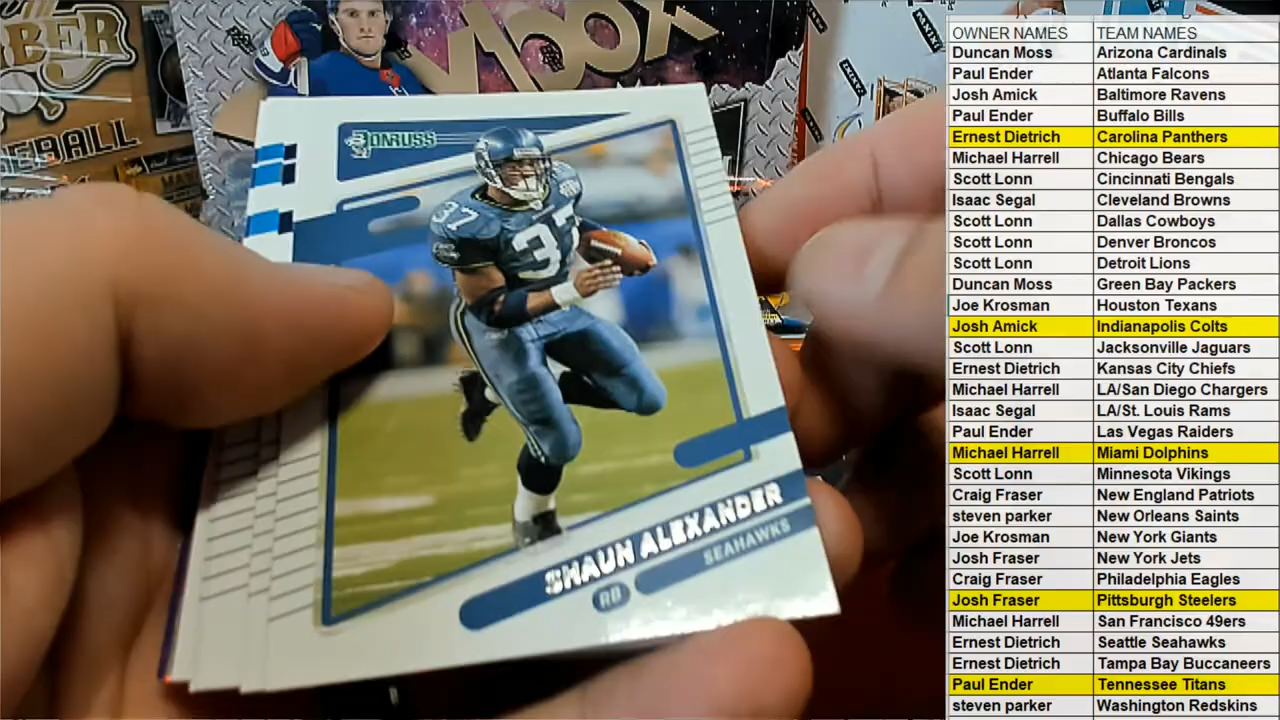 BER
EBALL
VBOX
DONRUSS
37
37
SHAUN ALEXANDER
RB
SEAHAWKS
OWNER NAMES TEAM NAMES
Duncan Moss Arizona Cardinals
Paul Ender Atlanta Falcons
Josh Amick Baltimore Ravens
Paul Ender Buffalo Bills
Ernest Dietrich Carolina Panthers
Michael Harrell Chicago Bears
Scott Lonn Cincinnati Bengals
Isaac Segal Cleveland Browns
Scott Lonn Dallas Cowboys
Scott Lonn Denver Broncos
Scott Lonn Detroit Lions
Duncan Moss Green Bay Packers
Joe Krosman Houston Texans
Josh Amick Indianapolis Colts
Scott Lonn Jacksonville Jaguars
Ernest Dietrich Kansas City Chiefs
Michael Harrell LA/San Diego Chargers
Isaac Segal LA/St. Louis Rams
Paul Ender Las Vegas Raiders
Michael Harrell Miami Dolphins
Scott Lonn Minnesota Vikings
Craig Fraser New England Patriots
steven parker New Orleans Saints
Joe Krosman New York Giants
Josh Fraser New York Jets
Craig Fraser Philadelphia Eagles
Josh Fraser Pittsburgh Steelers
Michael Harrell San Francisco 49ers
Ernest Dietrich Seattle Seahawks
Ernest Dietrich Tampa Bay Buccaneers
Paul Ender Tennessee Titans
steven parker Washington Redskins